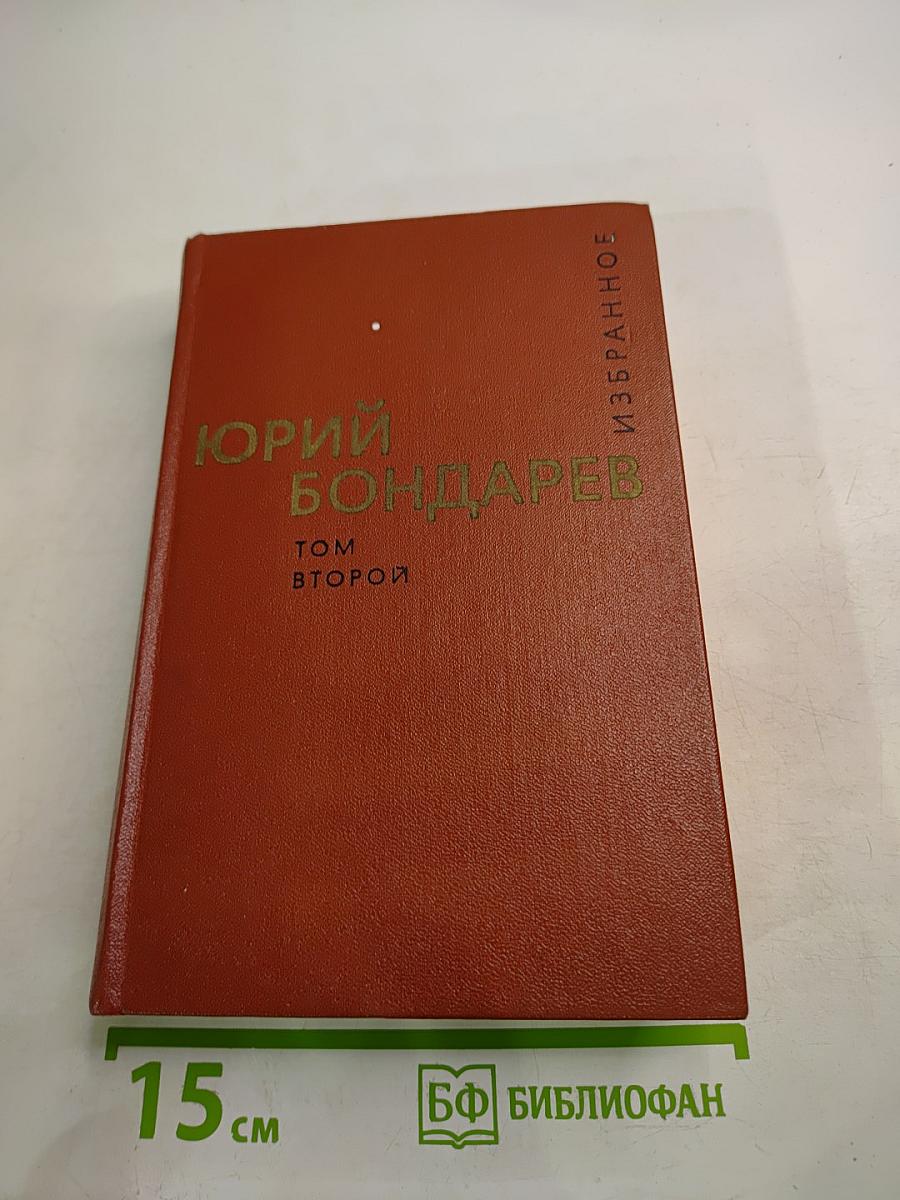 ИЗБРАННОЕ
ЮРИЙ
БОНДАРЕВ
ТОМ
ВТОРОЙ
15 см
БФ БИБЛИОФАН